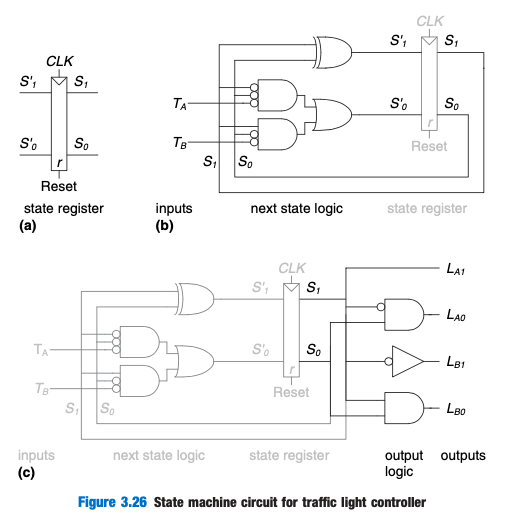 CLK
S'1 S1
S'0 S0
r
Reset
state register
(a)
CLK
S'1 S1
TA
S'0 S0
TB
r
S1 S0
Reset
inputs next state logic state register
(b)
CLK
LA1
S'1 S1
LA0
TA
S'0 S0
LB1
r
TB
Reset
S1 S0
LB0
inputs next state logic state register output logic outputs
(c)
Figure 3.26 State machine circuit for traffic light controller